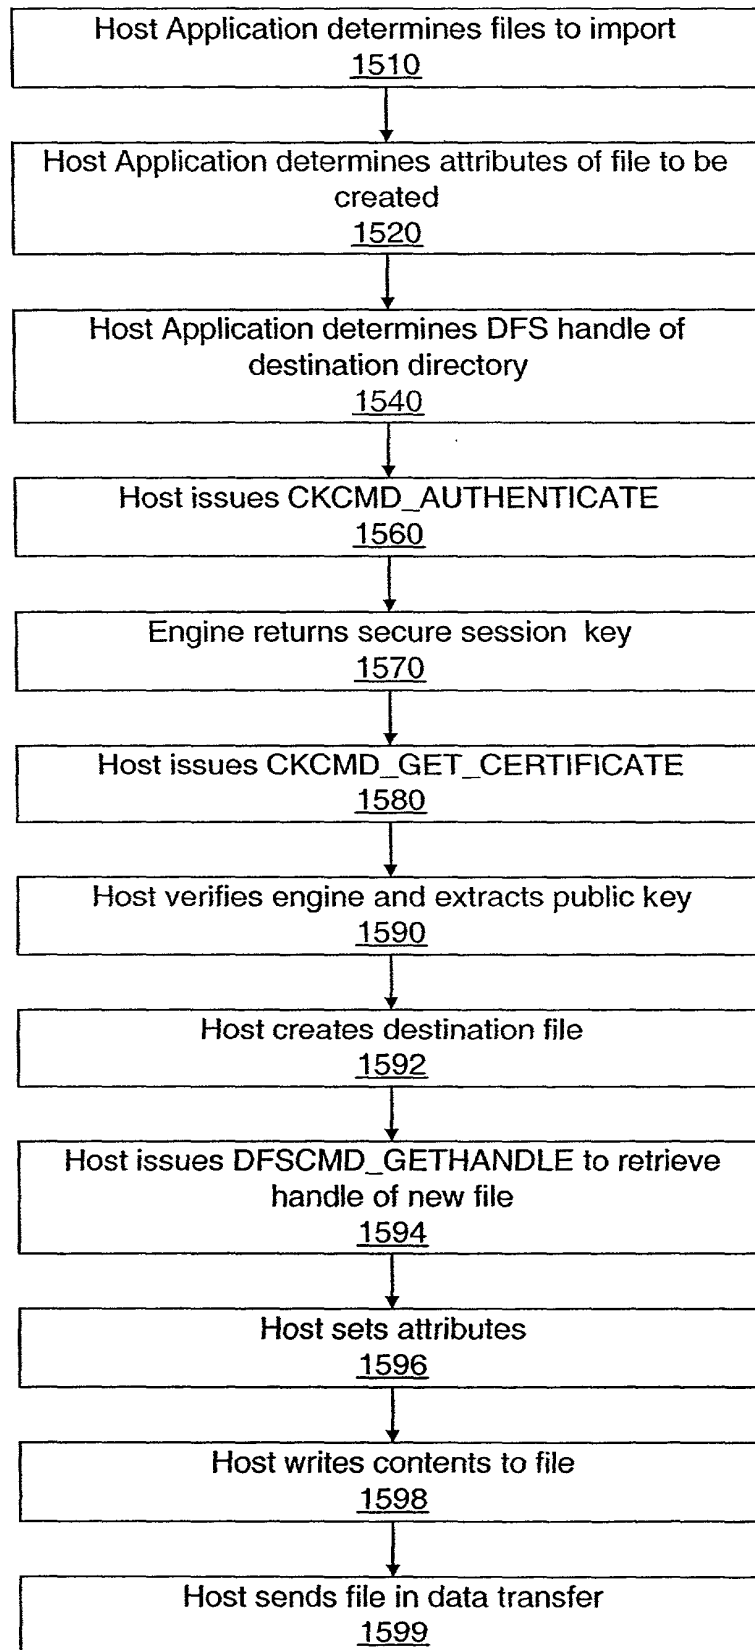 Host Application determines files to import
1510
Host Application determines attributes of file to be
created
1520
Host Application determines DFS handle of
destination directory
1540
Host issues CKCMD_AUTHENTICATE
1560
Engine returns secure session key
1570
Host issues CKCMD_GET_CERTIFICATE
1580
Host verifies engine and extracts public key
1590
Host creates destination file
1592
Host issues DFSCMD_GETHANDLE to retrieve
handle of new file
1594
Host sets attributes
1596
Host writes contents to file
1598
Host sends file in data transfer
1599